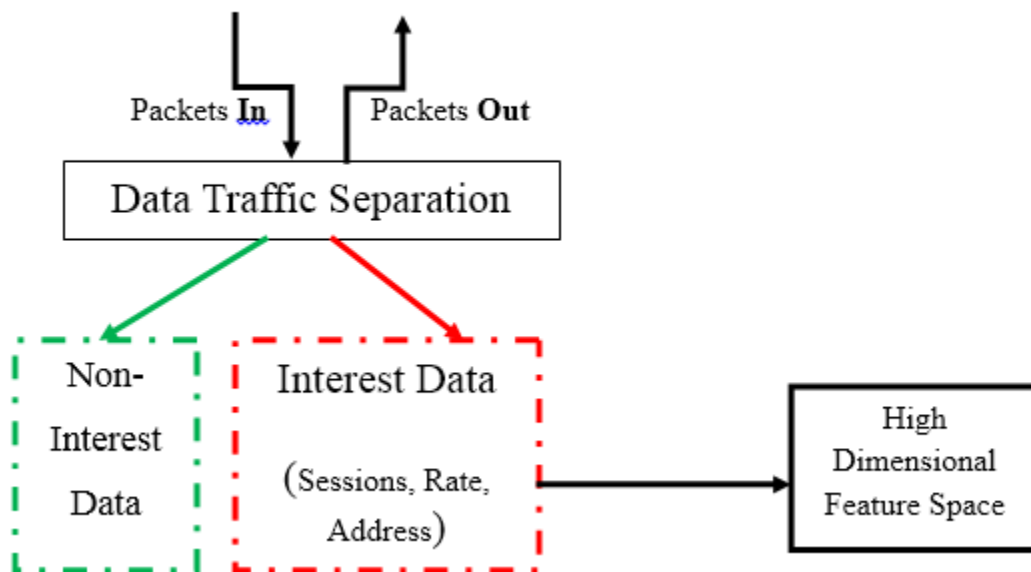 Packets In
Packets Out
Data Traffic Separation
Non-
Interest
Data
Interest Data
(Sessions, Rate,
Address)
High
Dimensional
Feature Space